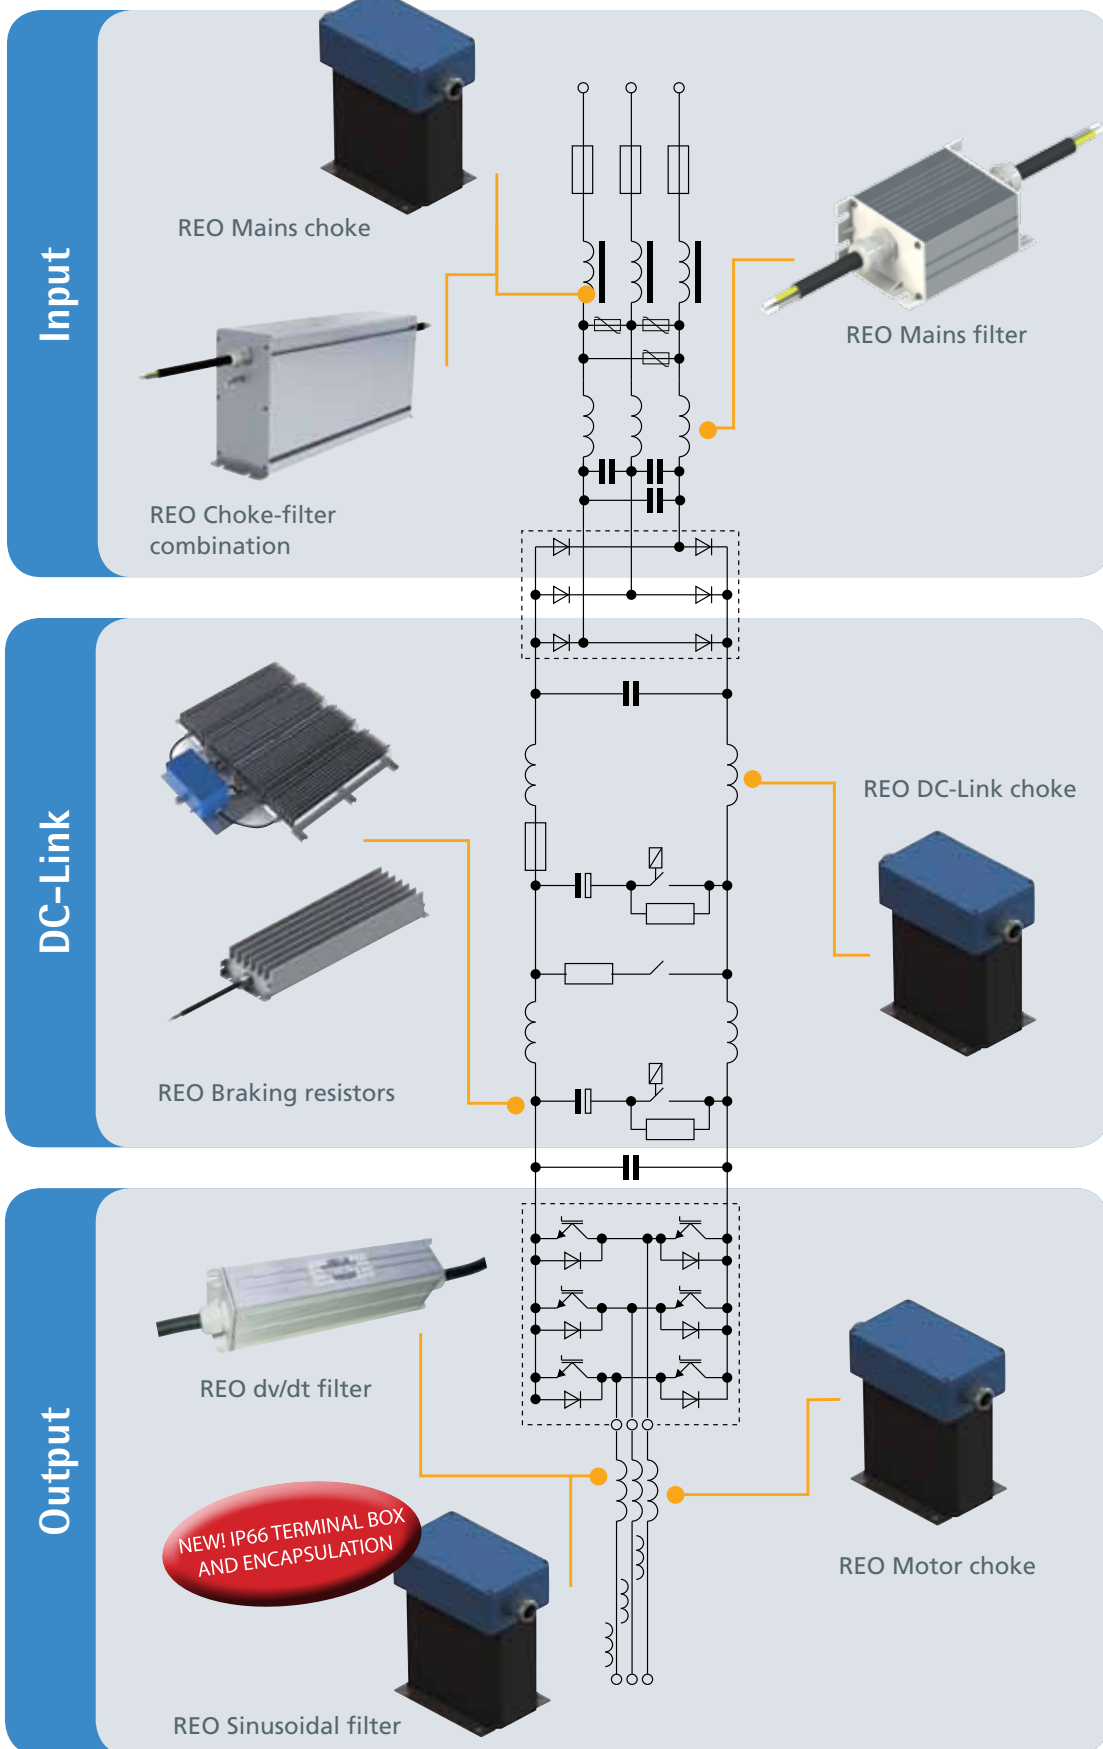 Input
REO Mains choke
REO Mains filter
REO Choke-filter
combination
DC-Link
REO DC-Link choke
REO Braking resistors
Output
REO dv/dt filter
NEW! IP66 TERMINAL BOX
AND ENCAPSULATION
REO Motor choke
REO Sinusoidal filter